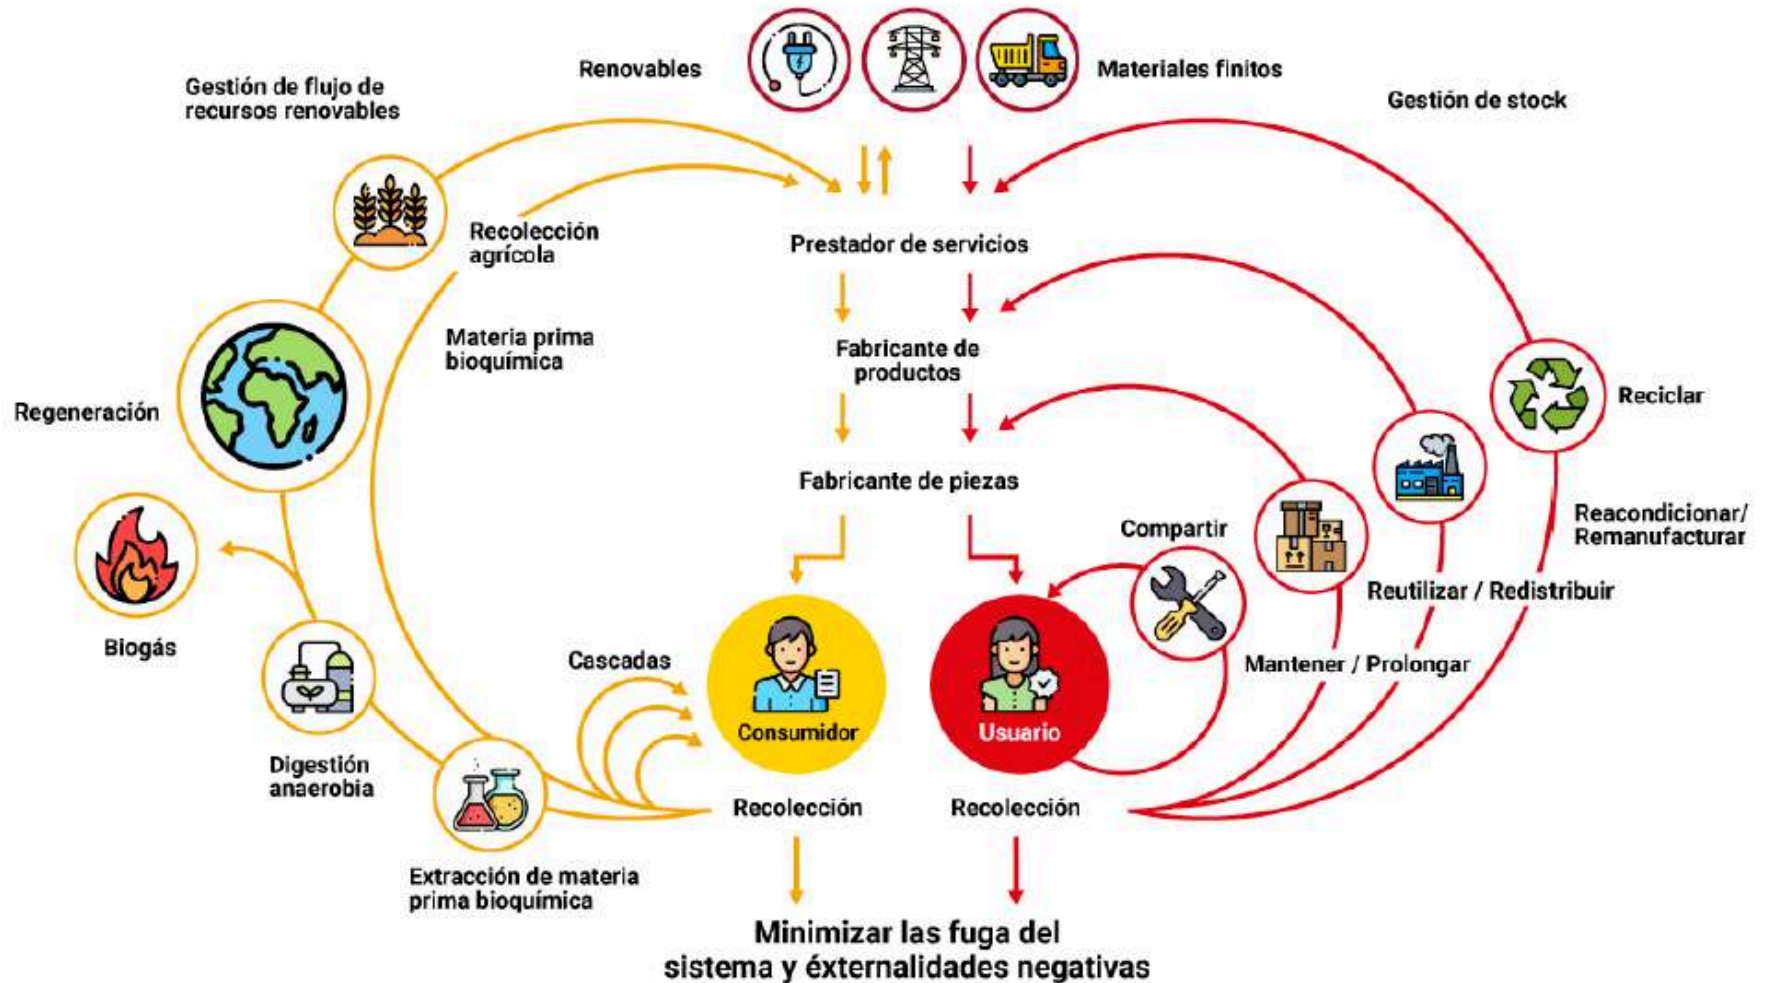 Renovables
Materiales finitos
Gestión de flujo de
recursos renovables
Gestión de stock
Recolección
agrícola
Prestador de servicios
Materia prima
bioquímica
Fabricante de
productos
Regeneración
Reciclar
Fabricante de piezas
Compartir
Reacondicionar/
Remanufacturar
Reutilizar / Redistribuir
Biogás
Cascadas
Mantener / Prolongar
Consumidor
Usuario
Digestión
anaerobia
Recolección
Recolección
Extracción de materia
prima bioquímica
Minimizar las fuga del
sistema y éxternalidades negativas